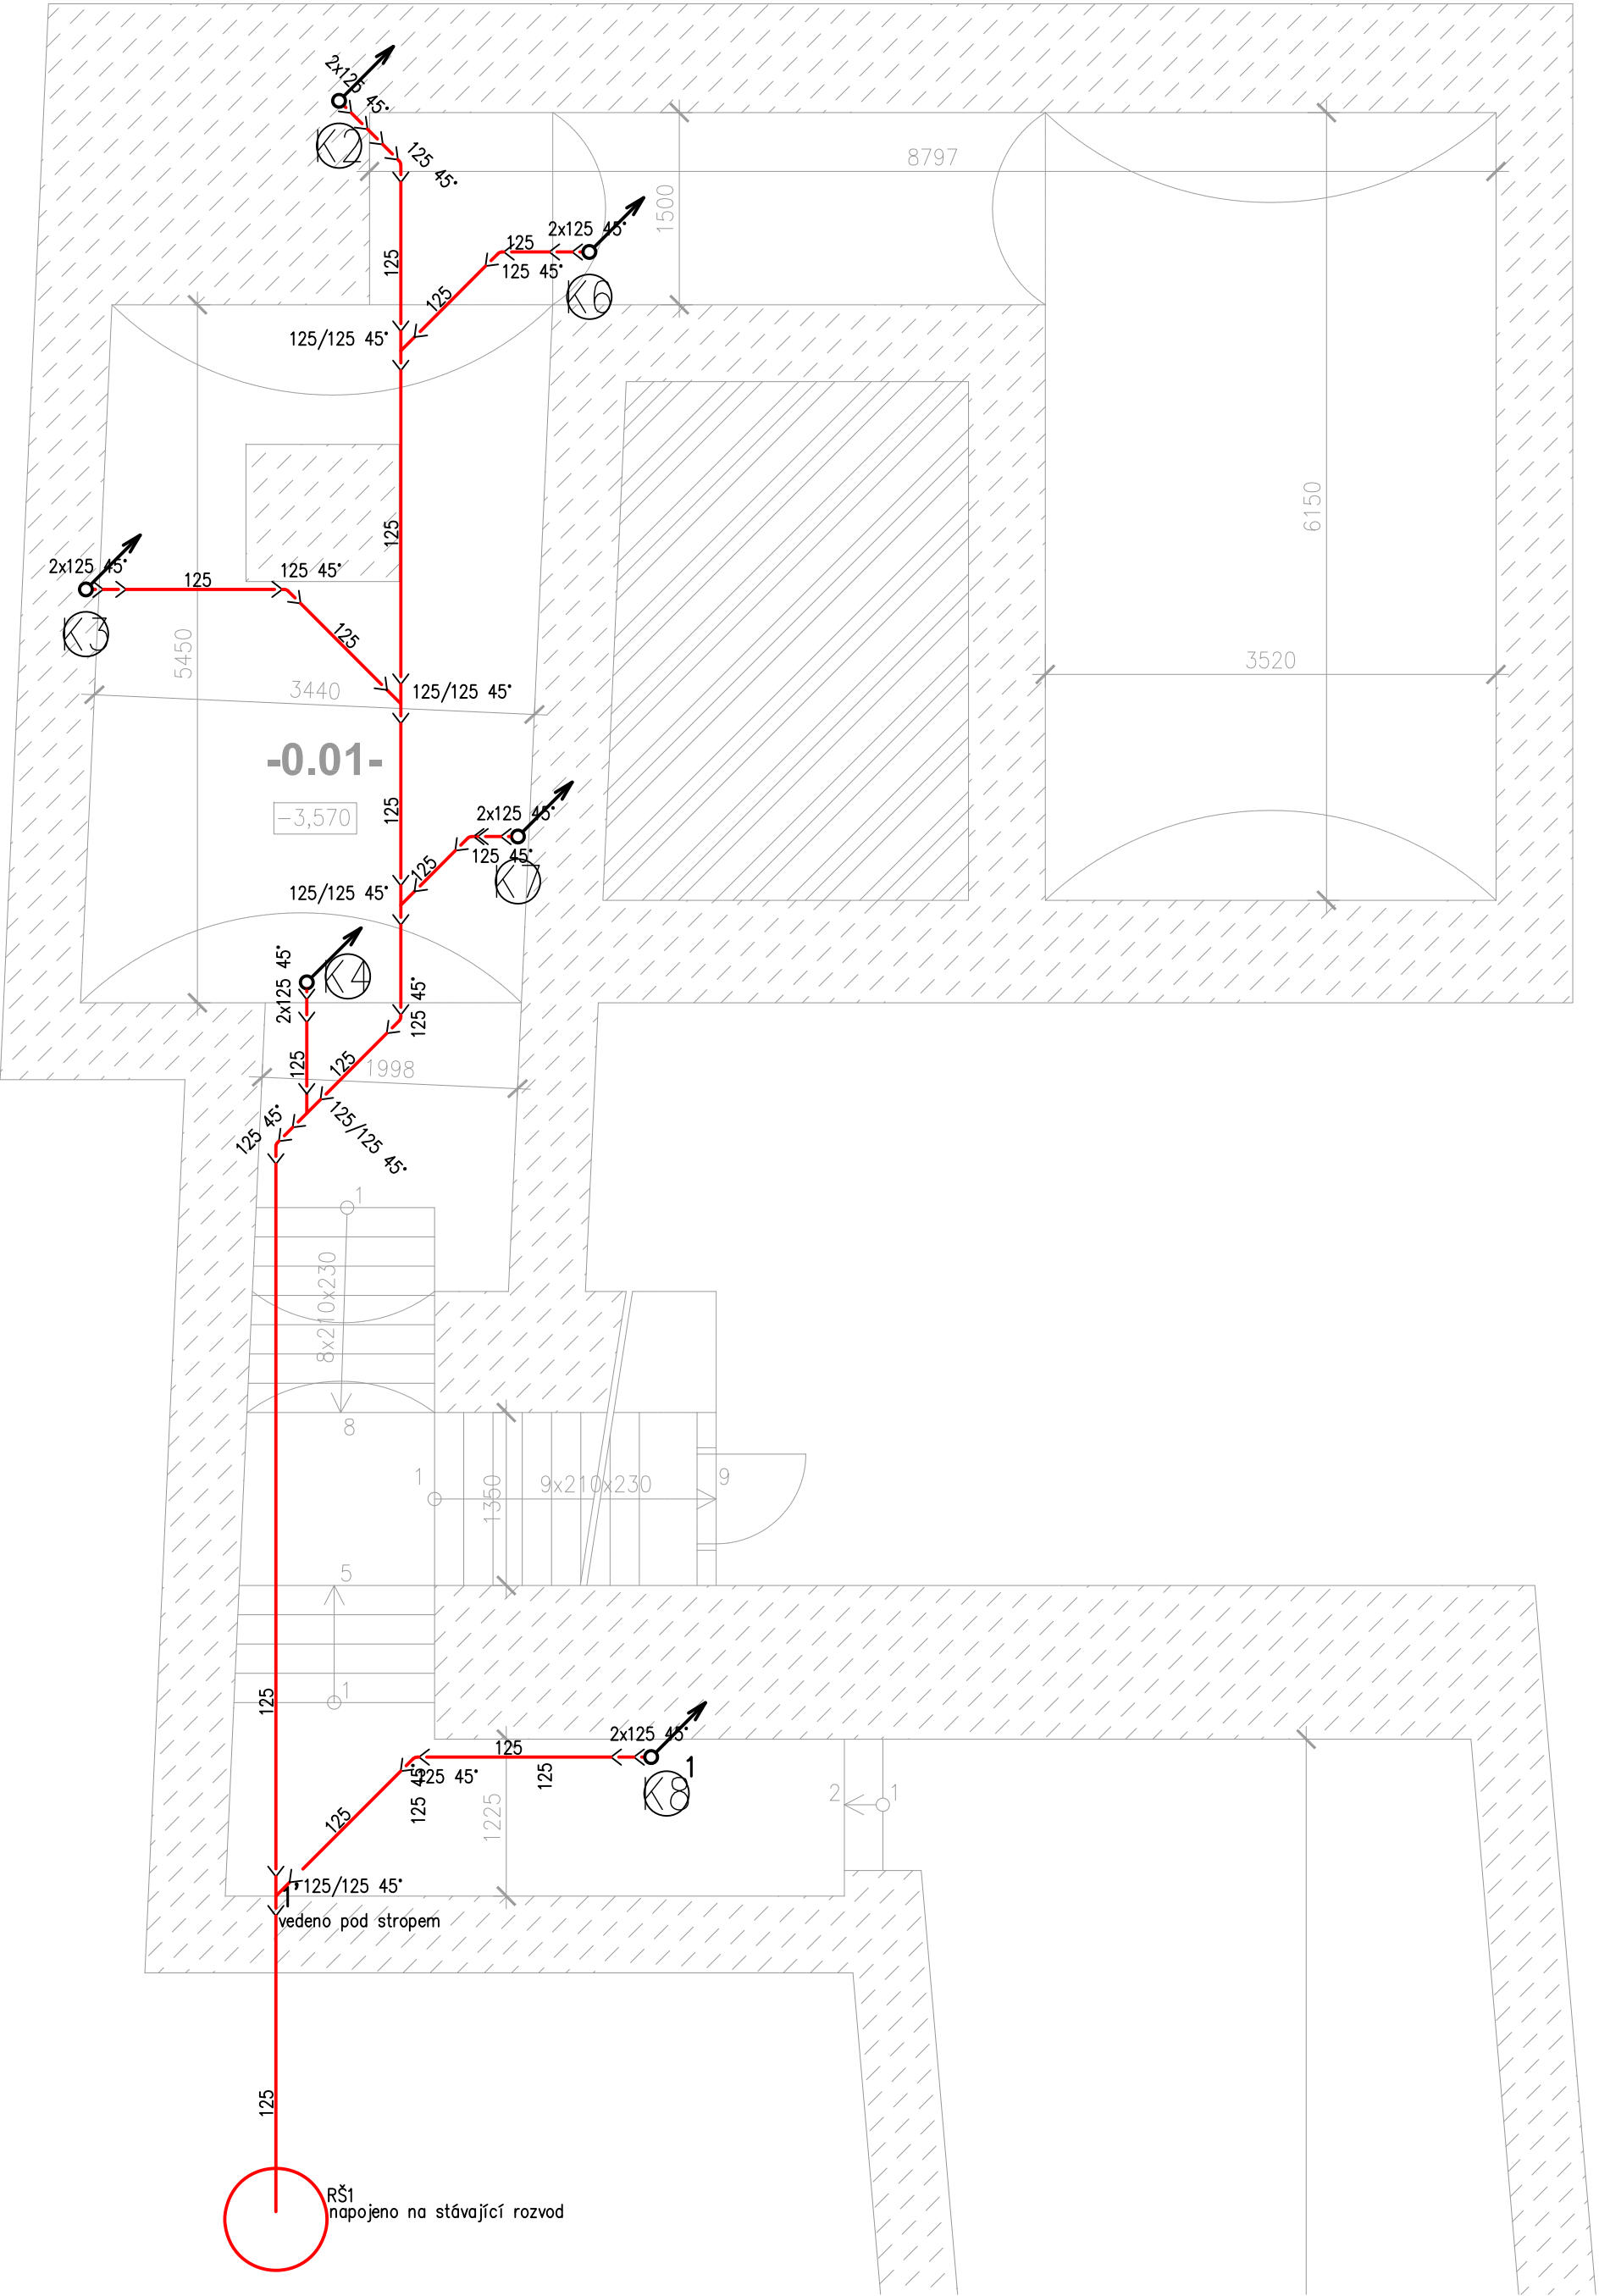 2x125 45°
K2
125 45°
8797
1500
2x125 45°
125
125 45°
K6
125
125
125/125 45°
6150
125
2x125 45°
125
125 45°
K3
125
5450
3440
125/125 45°
3520
-0.01-
-3,570
125
2x125 45°
125 45°
K7
125
125/125 45°
K4
2x125 45°
125 45°
125
125
1998
125 45°
125/125 45°
1
8x210x230
8
1
1350
9x210x230
9
5
1
125
2x125 45°
125
1
125 45°
45°
125
125
K8
2
1
125
1225
125/125 45°
1'
vedeno pod stropem
125
RŠ1
napojeno na stávající rozvod